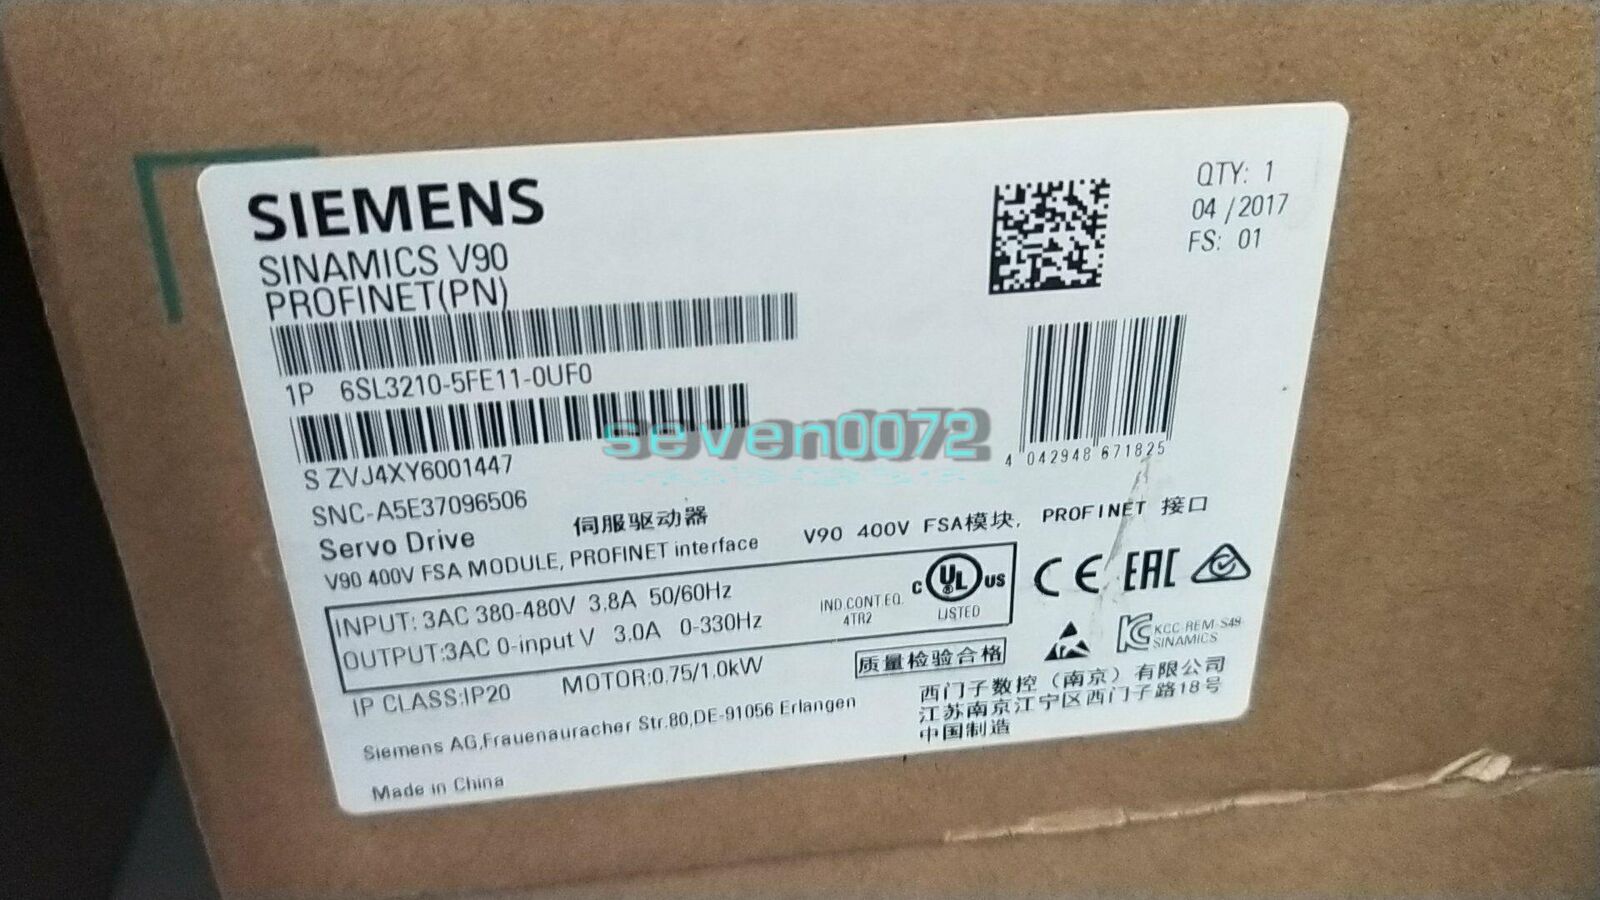 SIEMENS
SINAMICS V90
PROFINET(PN)
1P 6SL3210-5FE11-0UF0
S ZVJ4XY6001447
SNC-A5E37096506
Servo Drive 伺服驱动器
V90 400V FSA MODULE, PROFINET interface
V90 400V FSA模块, PROFINET 接口
INPUT: 3AC 380-480V 3.8A 50/60Hz
OUTPUT:3AC 0-input V 3.0A 0-330Hz
IND.CONT.EQ.
4TR2
C UL US
LISTED
IP CLASS:IP20 MOTOR:0.75/1.0kW
Siemens AG,Frauenauracher Str.80,DE-91056 Erlangen
Made in China
QTY: 1
04 /2017
FS: 01
4 042948 671825
CE EAC
KCC-REM-S49-
SINAMICS
质量检验合格
西门子数控（南京）有限公司
江苏南京江宁区西门子路18号
中国制造
seven0072